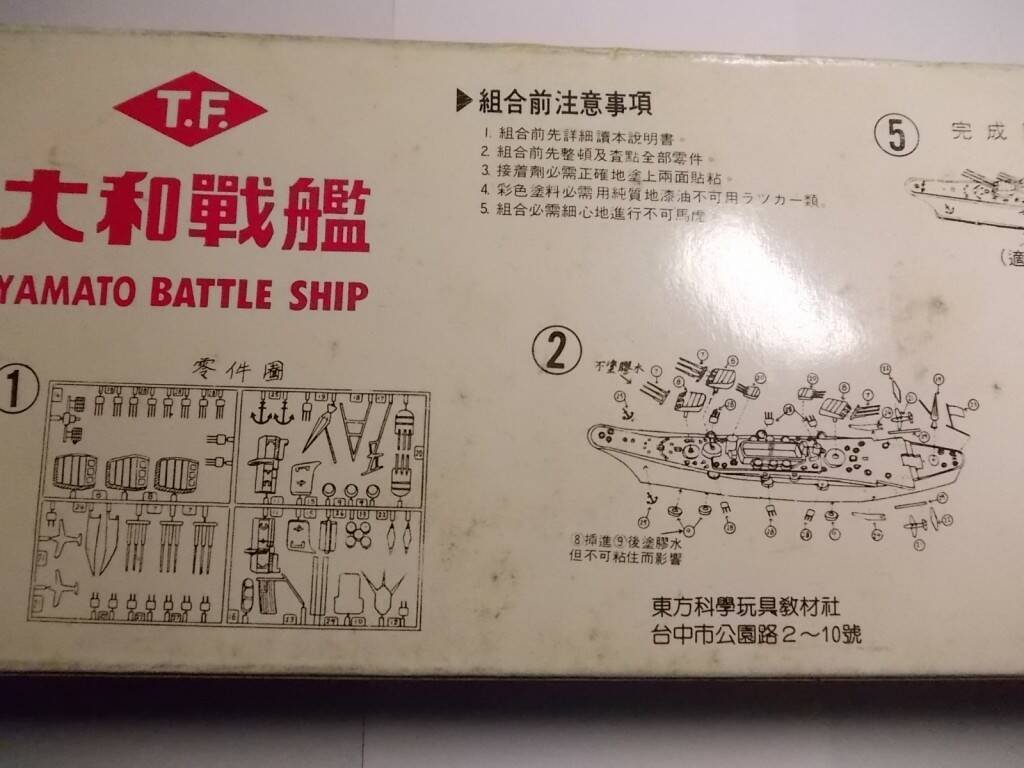 T.F.
大和戰艦
YAMATO BATTLE SHIP
▶組合前注意事項
1. 組合前先詳細讀本說明書。
2. 組合前先整頓及査點全部零件。
3. 接着劑必需正確地塗上兩面貼粘。
4. 彩色塗料必需用純質地漆油不可用ラツカー類。
5. 組合必需細心地進行不可馬虎
⑤ 完成
(適
① 零件圖
②
不塗膠水
⑧揷進⑨後塗膠水
但不可粘住而影響
東方科學玩具教材社
台中市公園路2～10號